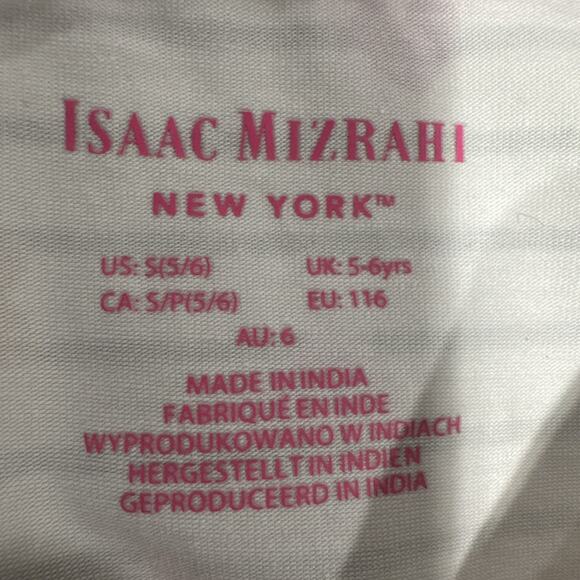 ISAAC MIZRAHI
NEW YORK™
US: S(5/6) UK: 5-6yrs
CA: S/P(5/6) EU: 116
AU: 6
MADE IN INDIA
FABRIQUÉ EN INDE
WYPRODUKOWANO W INDIACH
HERGESTELLT IN INDIEN
GEPRODUCEERD IN INDIA